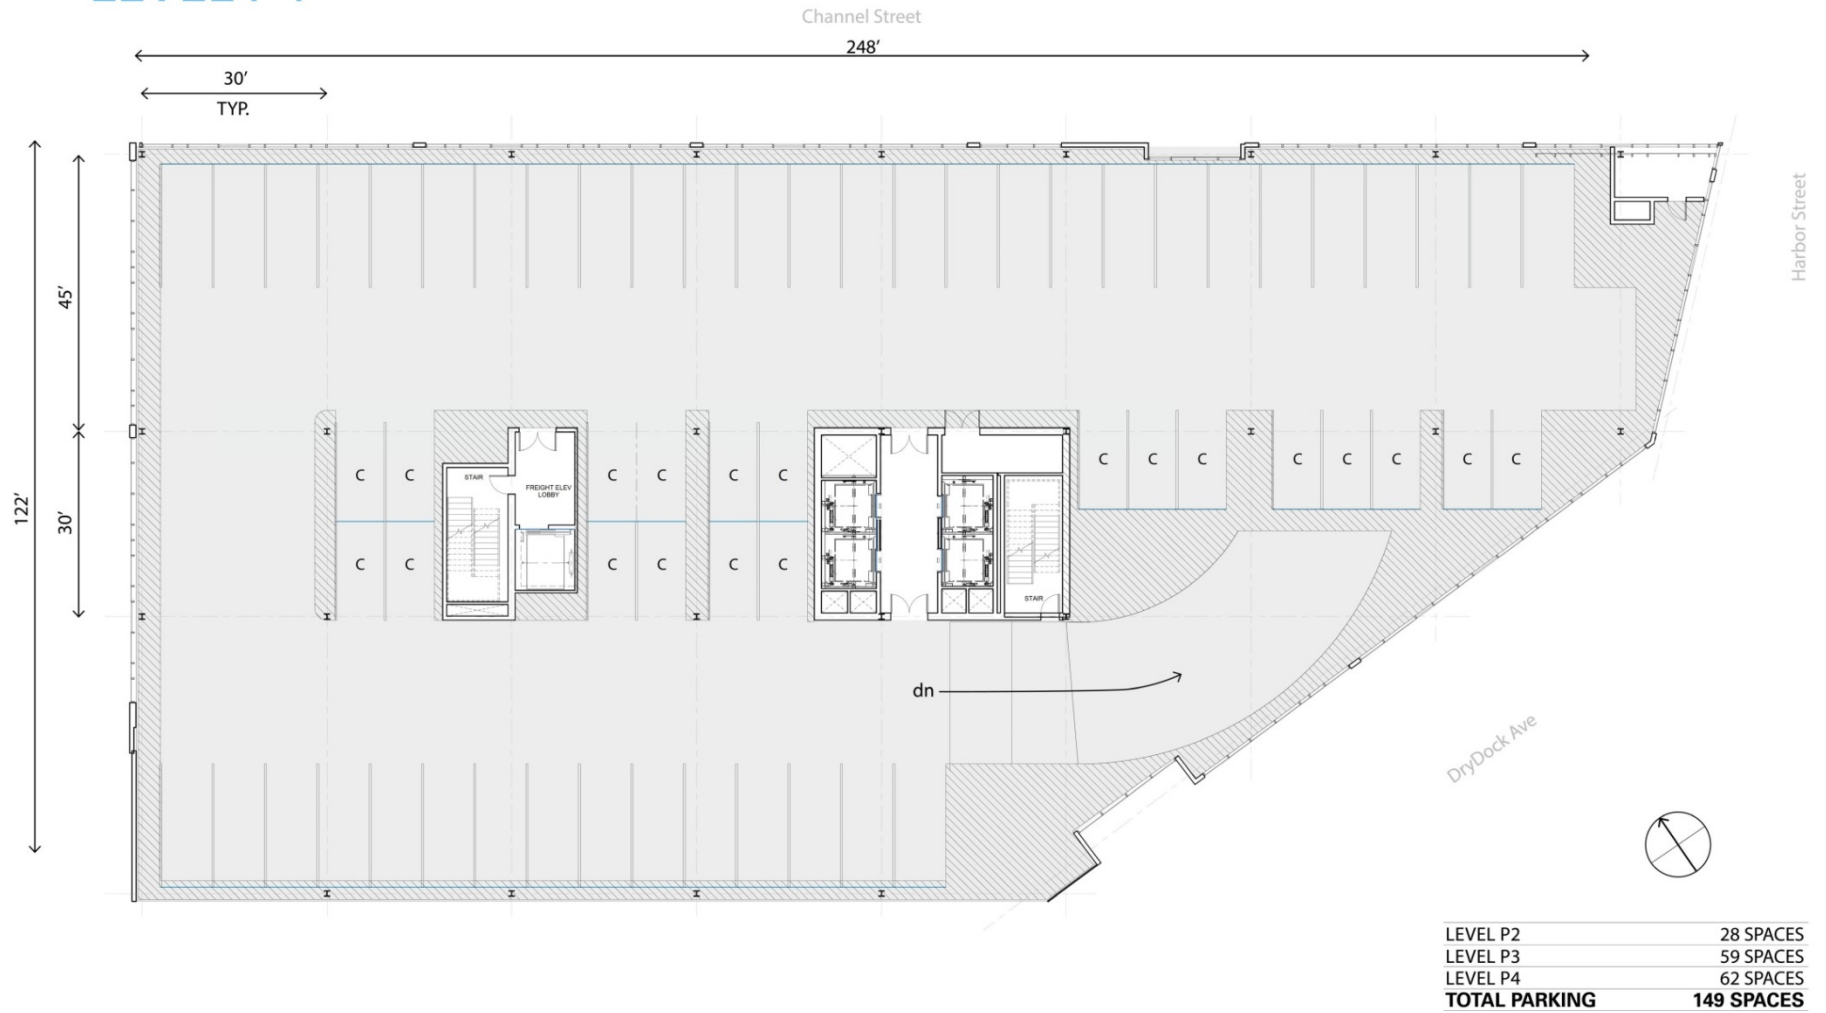 Channel Street
248'
30'
TYP.
45'
Harbor Street
122'
30'
C C C C C C C C C C C C C C
STAIR
FREIGHT ELEV
LOBBY
C C C C C C
STAIR
dn
DryDock Ave
LEVEL P2 28 SPACES
LEVEL P3 59 SPACES
LEVEL P4 62 SPACES
TOTAL PARKING 149 SPACES